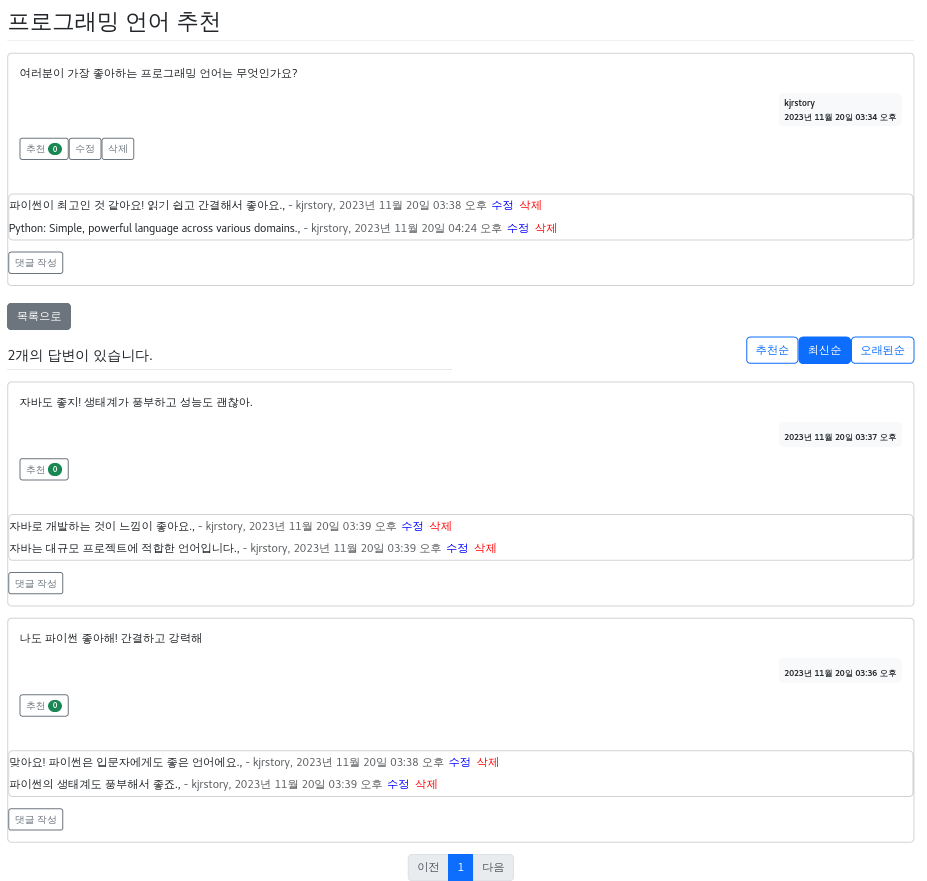 프로그래밍 언어 추천
여러분이 가장 좋아하는 프로그래밍 언어는 무엇인가요?
kjrstory
2023년 11월 20일 03:34 오후
추천 0 수정 삭제
파이썬이 최고인 것 같아요! 읽기 쉽고 간결해서 좋아요., - kjrstory, 2023년 11월 20일 03:38 오후 수정 삭제
Python: Simple, powerful language across various domains., - kjrstory, 2023년 11월 20일 04:24 오후 수정 삭제
댓글 작성
목록으로
2개의 답변이 있습니다.
추천순 최신순 오래된순
자바도 좋지! 생태계가 풍부하고 성능도 괜찮아.
2023년 11월 20일 03:37 오후
추천 0
자바로 개발하는 것이 느낌이 좋아요., - kjrstory, 2023년 11월 20일 03:39 오후 수정 삭제
자바는 대규모 프로젝트에 적합한 언어입니다., - kjrstory, 2023년 11월 20일 03:39 오후 수정 삭제
댓글 작성
나도 파이썬 좋아해! 간결하고 강력해
2023년 11월 20일 03:36 오후
추천 0
맞아요! 파이썬은 입문자에게도 좋은 언어에요., - kjrstory, 2023년 11월 20일 03:38 오후 수정 삭제
파이썬의 생태계도 풍부해서 좋죠., - kjrstory, 2023년 11월 20일 03:39 오후 수정 삭제
댓글 작성
이전 1 다음